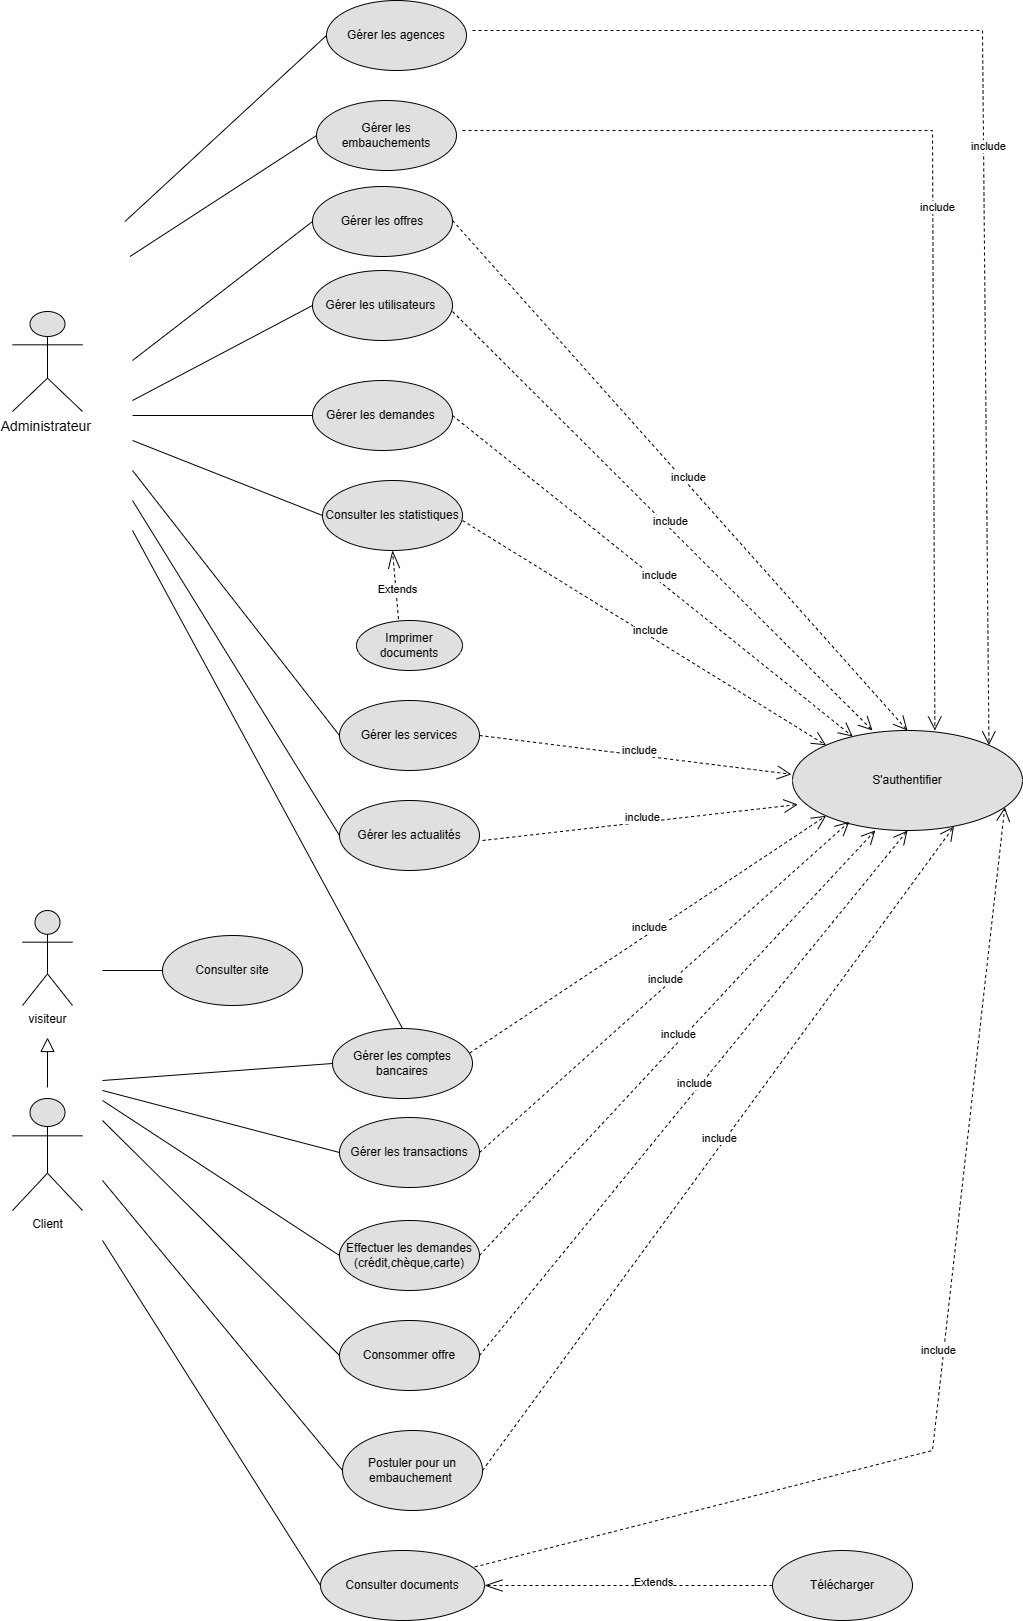 Gérer les agences
include
Gérer les
embauchements
include
Gérer les offres
Gérer les utilisateurs
Administrateur
Gérer les demandes
include
Consulter les statistiques
include
include
Extends
include
Imprimer
documents
Gérer les services
include
S'authentifier
include
Gérer les actualités
include
Consulter site
include
visiteur
include
Gérer les comptes
bancaires
include
include
Gérer les transactions
Client
Effectuer les demandes
(crédit,chèque,carte)
Consommer offre
include
Postuler pour un
embauchement
Consulter documents
Extends
Télécharger